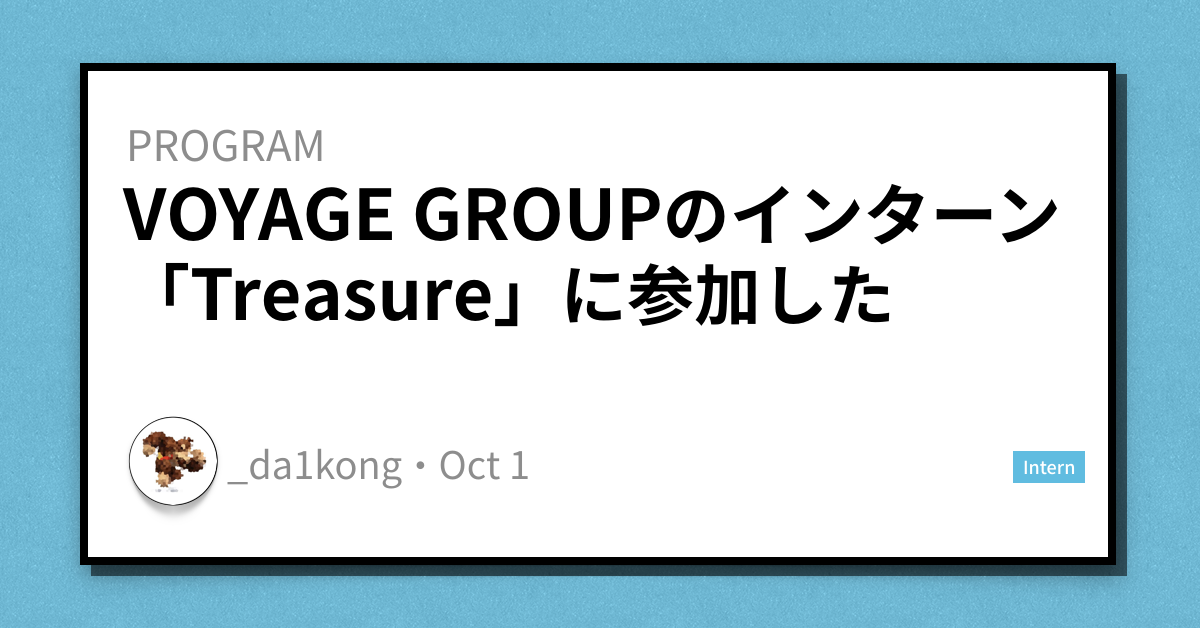 PROGRAM
VOYAGE GROUPのインターン
「Treasure」に参加した
_da1kong・Oct 1
Intern